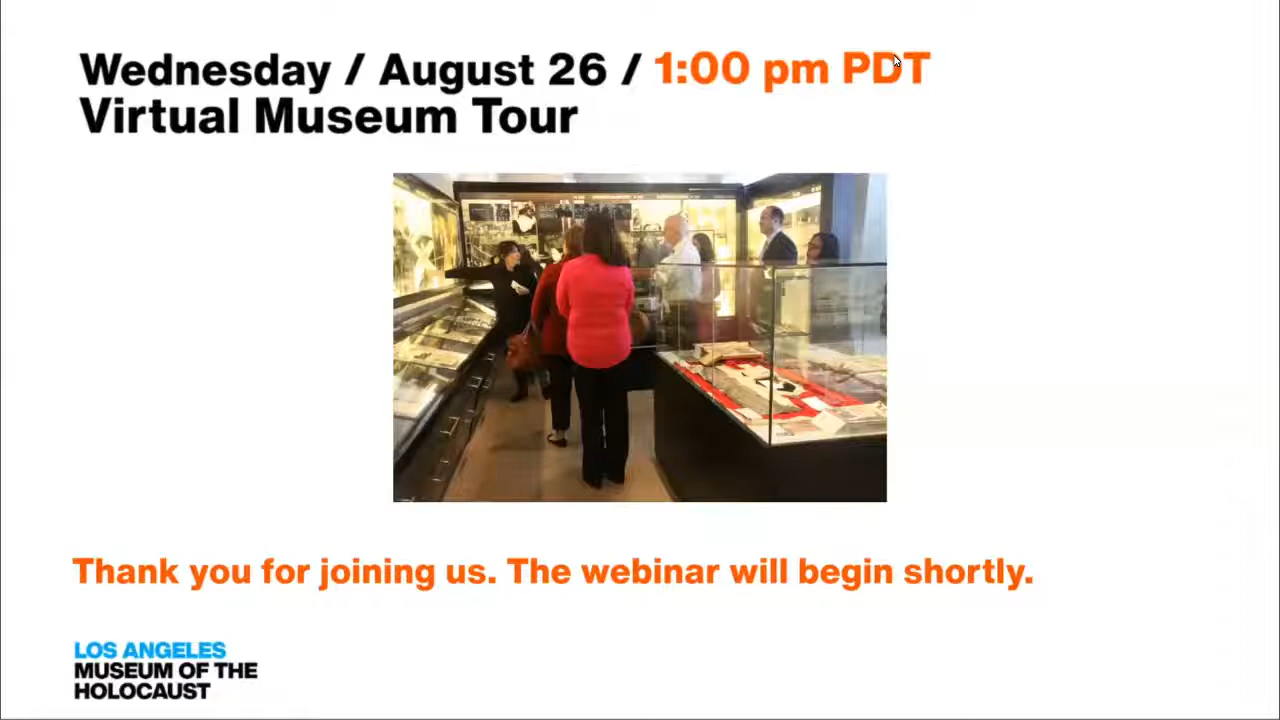 Wednesday / August 26 / 1:00 pm PDT
Virtual Museum Tour
Thank you for joining us. The webinar will begin shortly.
LOS ANGELES
MUSEUM OF THE
HOLOCAUST